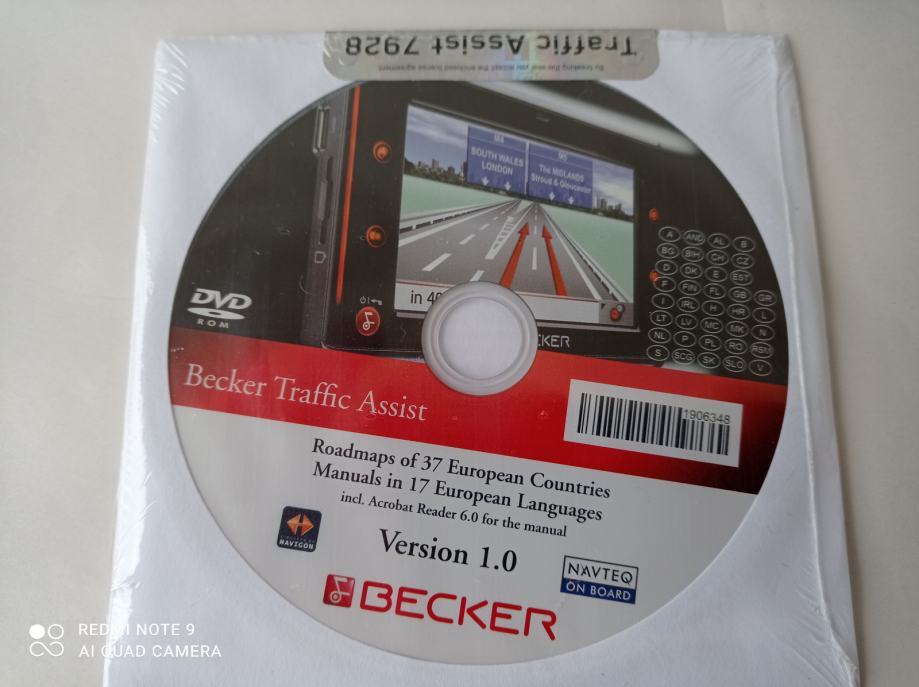 Traffic Assist 7928
By breaking this seal you accept the enclosed license agreement
M4
SOUTH WALES
LONDON
M5
The MIDLANDS
Stroud & Gloucester
in 40
BECKER
A AND AL B
BG BIH CH CZ
D DK E EST
F FIN FL GB GR
I IRL H HR L
LT LV MC MK N
NL P PL RO RSM
S SCG SK SLO V
DVD
ROM
Becker Traffic Assist
1906348
Roadmaps of 37 European Countries
Manuals in 17 European Languages
incl. Acrobat Reader 6.0 for the manual
Version 1.0
NAVIGON
NAVTEQ
ON BOARD
BECKER
REDMI NOTE 9
AI QUAD CAMERA